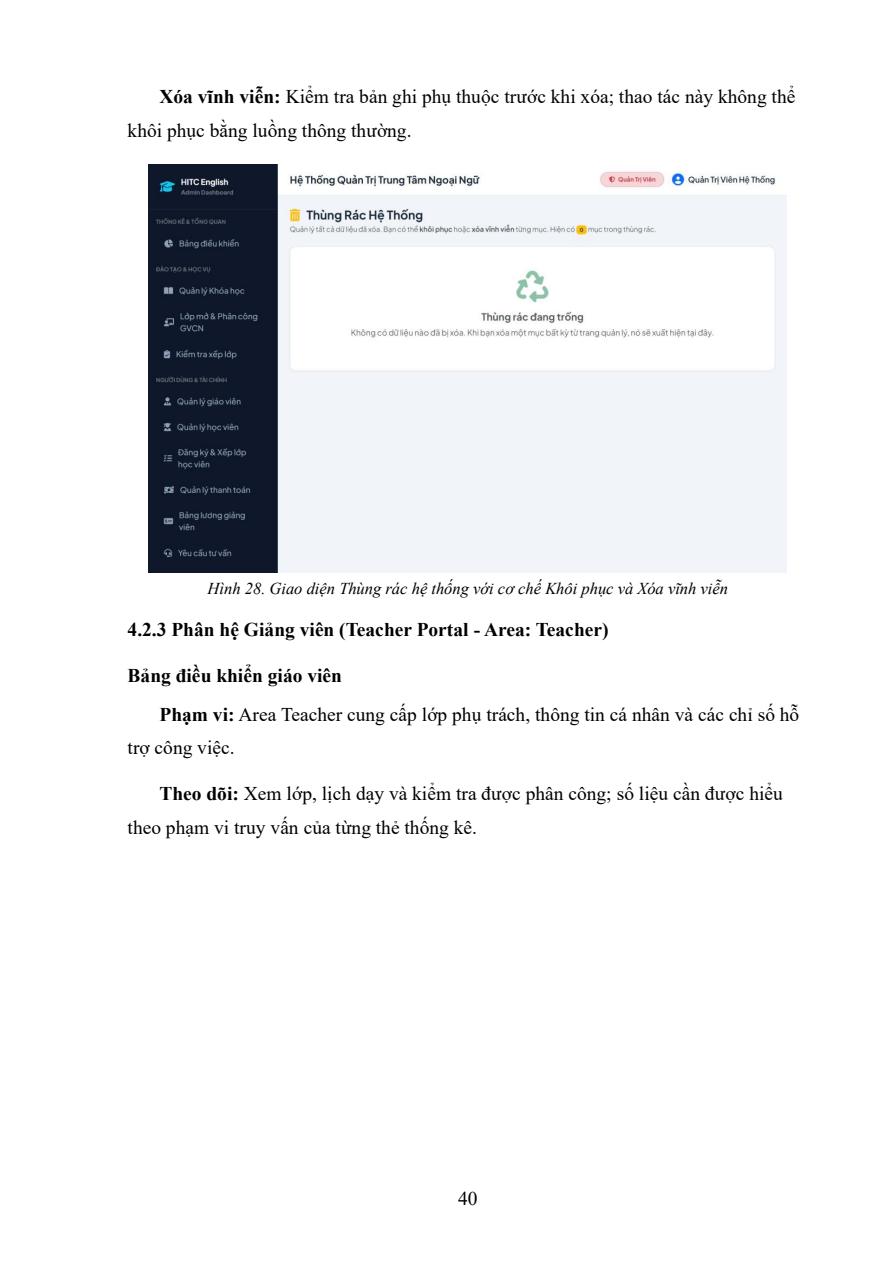 Xóa vĩnh viễn: Kiểm tra bản ghi phụ thuộc trước khi xóa; thao tác này không thể
khôi phục bằng luồng thông thường.
HITC English
Admin Dashboard
THỐNG KÊ & TỔNG QUAN
Bảng điều khiển
ĐÀO TẠO & HỌC VỤ
Quản lý Khóa học
Lớp mở & Phân công
GVCN
Kiểm tra xếp lớp
NGƯỜI DÙNG & TÀI CHÍNH
Quản lý giáo viên
Quản lý học viên
Đăng ký & Xếp lớp
học viên
Quản lý thanh toán
Bảng lương giảng
viên
Yêu cầu tư vấn
Hệ Thống Quản Trị Trung Tâm Ngoại Ngữ
Quản Trị Viên
Quản Trị Viên Hệ Thống
Thùng Rác Hệ Thống
Quản lý tất cả dữ liệu đã xóa. Bạn có thể khôi phục hoặc xóa vĩnh viễn từng mục. Hiện có 0 mục trong thùng rác.
Thùng rác đang trống
Không có dữ liệu nào đã bị xóa. Khi bạn xóa một mục bất kỳ từ trang quản lý, nó sẽ xuất hiện tại đây.
Hình 28. Giao diện Thùng rác hệ thống với cơ chế Khôi phục và Xóa vĩnh viễn
4.2.3 Phân hệ Giảng viên (Teacher Portal - Area: Teacher)
Bảng điều khiển giáo viên
Phạm vi: Area Teacher cung cấp lớp phụ trách, thông tin cá nhân và các chỉ số hỗ
trợ công việc.
Theo dõi: Xem lớp, lịch dạy và kiểm tra được phân công; số liệu cần được hiểu
theo phạm vi truy vấn của từng thẻ thống kê.
40